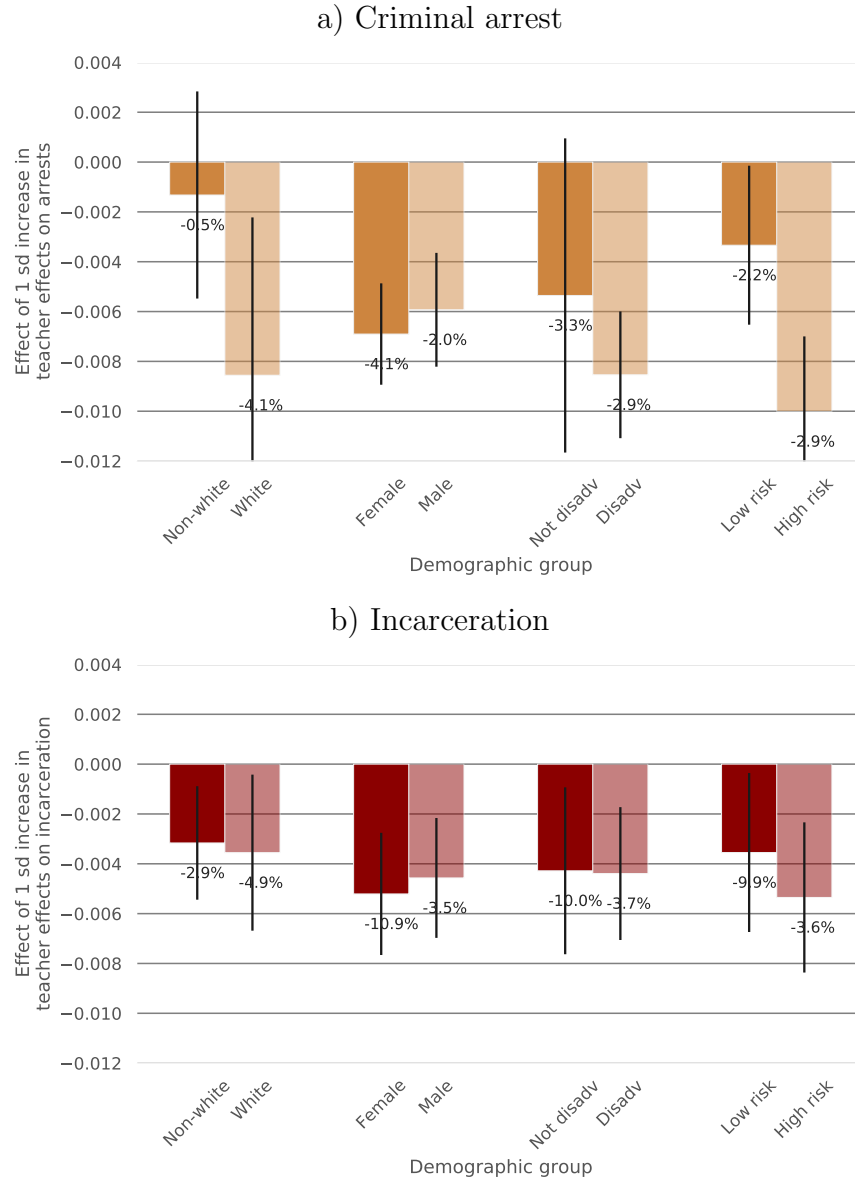 a) Criminal arrest
Effect of 1 sd increase in
teacher effects on arrests
0.004
0.002
0.000
−0.002
−0.004
−0.006
−0.008
−0.010
−0.012
-0.5%
-4.1%
-4.1%
-2.0%
-3.3%
-2.9%
-2.2%
-2.9%
Non-white
White
Female
Male
Not disadv
Disadv
Low risk
High risk
Demographic group
b) Incarceration
Effect of 1 sd increase in
teacher effects on incarceration
0.004
0.002
0.000
−0.002
−0.004
−0.006
−0.008
−0.010
−0.012
-2.9%
-4.9%
-10.9%
-3.5%
-10.0%
-3.7%
-9.9%
-3.6%
Non-white
White
Female
Male
Not disadv
Disadv
Low risk
High risk
Demographic group